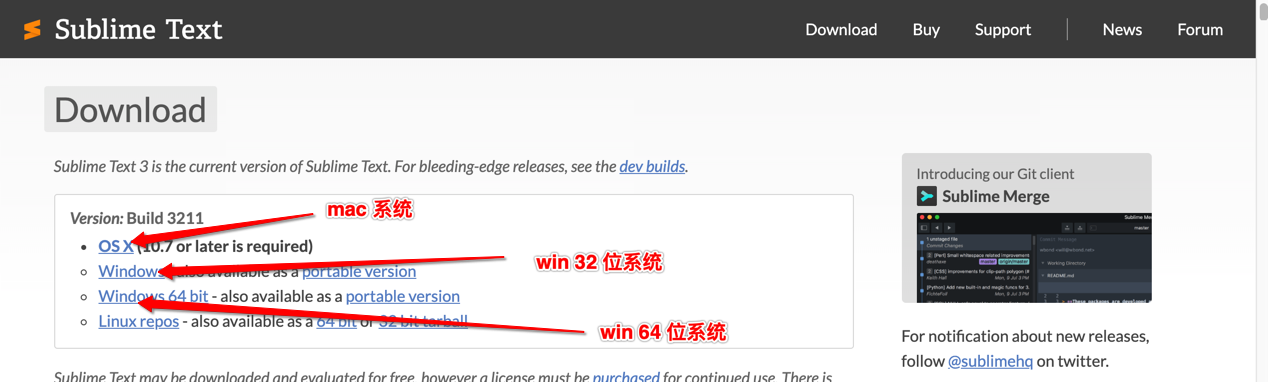 Sublime Text
Download Buy Support News Forum
Download
Sublime Text 3 is the current version of Sublime Text. For bleeding-edge releases, see the dev builds.
Version: Build 3211
mac 系统
OS X (10.7 or later is required)
Windows - also available as a portable version
win 32 位系统
Windows 64 bit - also available as a portable version
Linux repos - also available as a 64 bit or 32 bit tarball
win 64 位系统
Sublime Text may be downloaded and evaluated for free, however a license must be purchased for continued use. There is
Introducing our Git client
Sublime Merge
For notification about new releases,
follow @sublimehq on twitter.